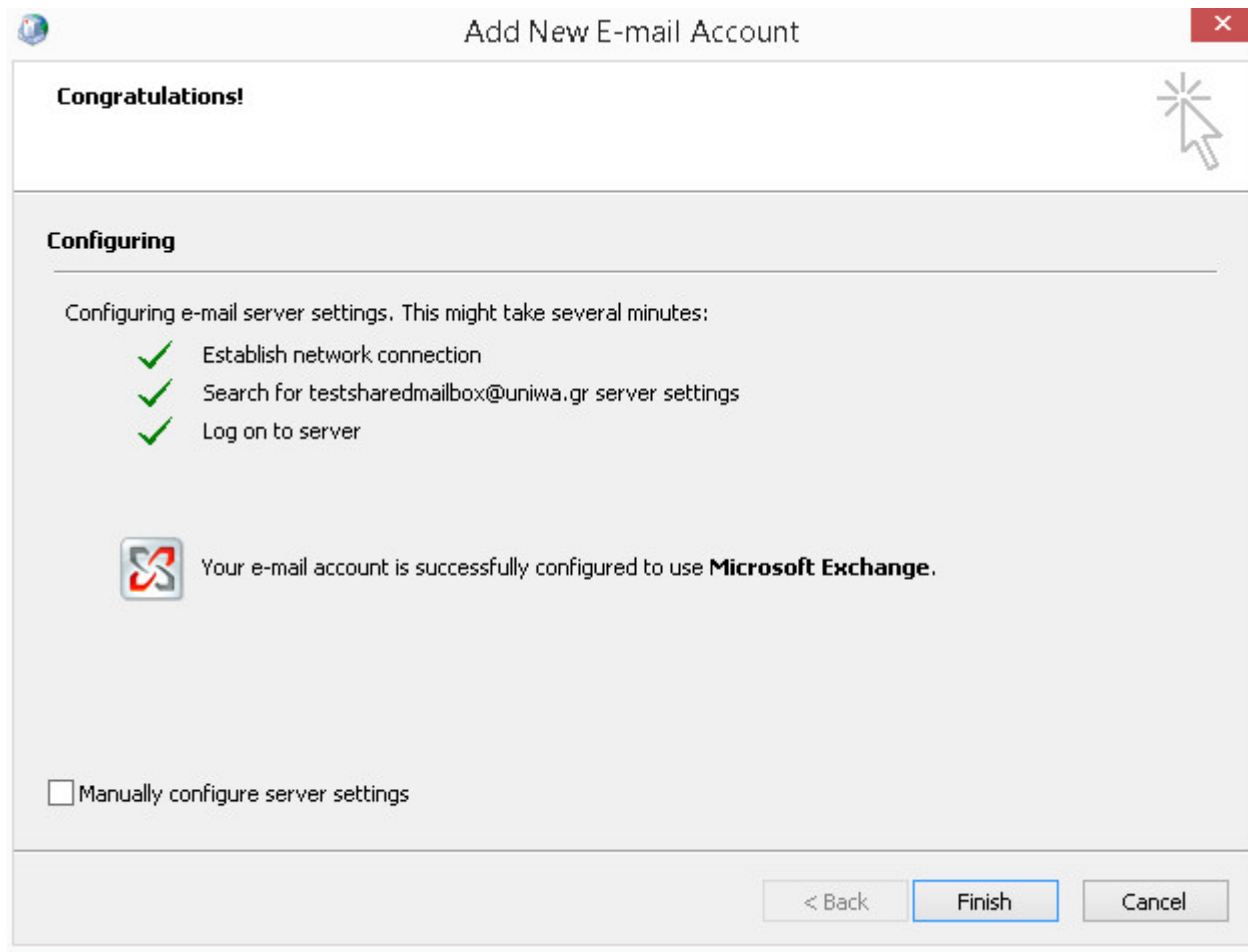 Add New E-mail Account
Congratulations!
Configuring
Configuring e-mail server settings. This might take several minutes:
Establish network connection
Search for testsharedmailbox@uniwa.gr server settings
Log on to server
Your e-mail account is successfully configured to use Microsoft Exchange.
Manually configure server settings
< Back
Finish
Cancel